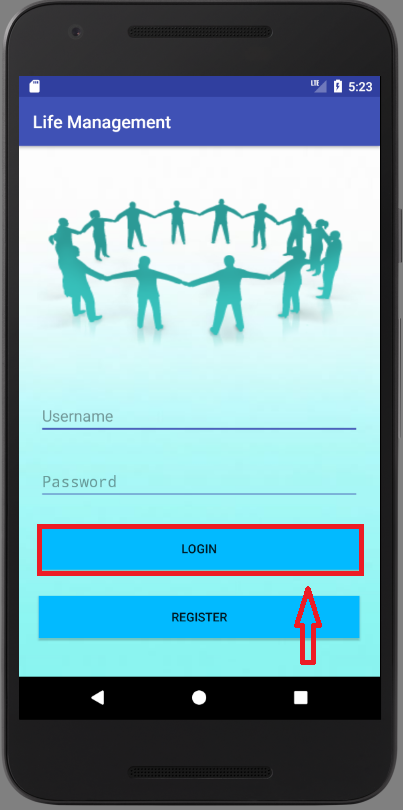 LTE 5:23
Life Management
Username
Password
LOGIN
REGISTER